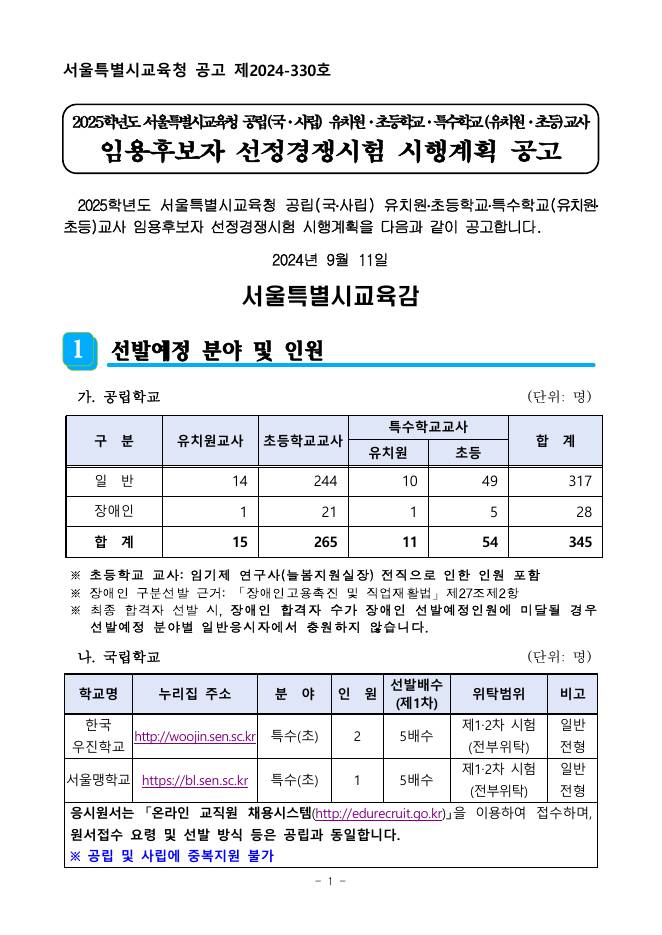 서울특별시교육청 공고 제2024-330호
2025학년도 서울특별시교육청 공립(국·사립) 유치원·초등학교·특수학교(유치원·초등)교사
임용후보자 선정경쟁시험 시행계획 공고
2025학년도 서울특별시교육청 공립(국·사립) 유치원·초등학교·특수학교(유치원·
초등)교사 임용후보자 선정경쟁시험 시행계획을 다음과 같이 공고합니다.
2024년 9월 11일
서울특별시교육감
1 선발예정 분야 및 인원
가. 공립학교 (단위: 명)
구 분 유치원교사 초등학교교사 특수학교교사 합 계
유치원 초등
일 반 14 244 10 49 317
장애인 1 21 1 5 28
합 계 15 265 11 54 345
※ 초등학교 교사: 임기제 연구사(늘봄지원실장) 전직으로 인한 인원 포함
※ 장애인 구분선발 근거: 「장애인고용촉진 및 직업재활법」 제27조제2항
※ 최종 합격자 선발 시, 장애인 합격자 수가 장애인 선발예정인원에 미달될 경우
선발예정 분야별 일반응시자에서 충원하지 않습니다.
나. 국립학교 (단위: 명)
학교명 누리집 주소 분 야 인 원 선발배수 (제1차) 위탁범위 비고
한국 우진학교 http://woojin.sen.sc.kr 특수(초) 2 5배수 제1·2차 시험 (전부위탁) 일반 전형
서울맹학교 https://bl.sen.sc.kr 특수(초) 1 5배수 제1·2차 시험 (전부위탁) 일반 전형
응시원서는 「온라인 교직원 채용시스템(http://edurecruit.go.kr)」을 이용하여 접수하며,
원서접수 요령 및 선발 방식 등은 공립과 동일합니다.
※ 공립 및 사립에 중복지원 불가
- 1 -